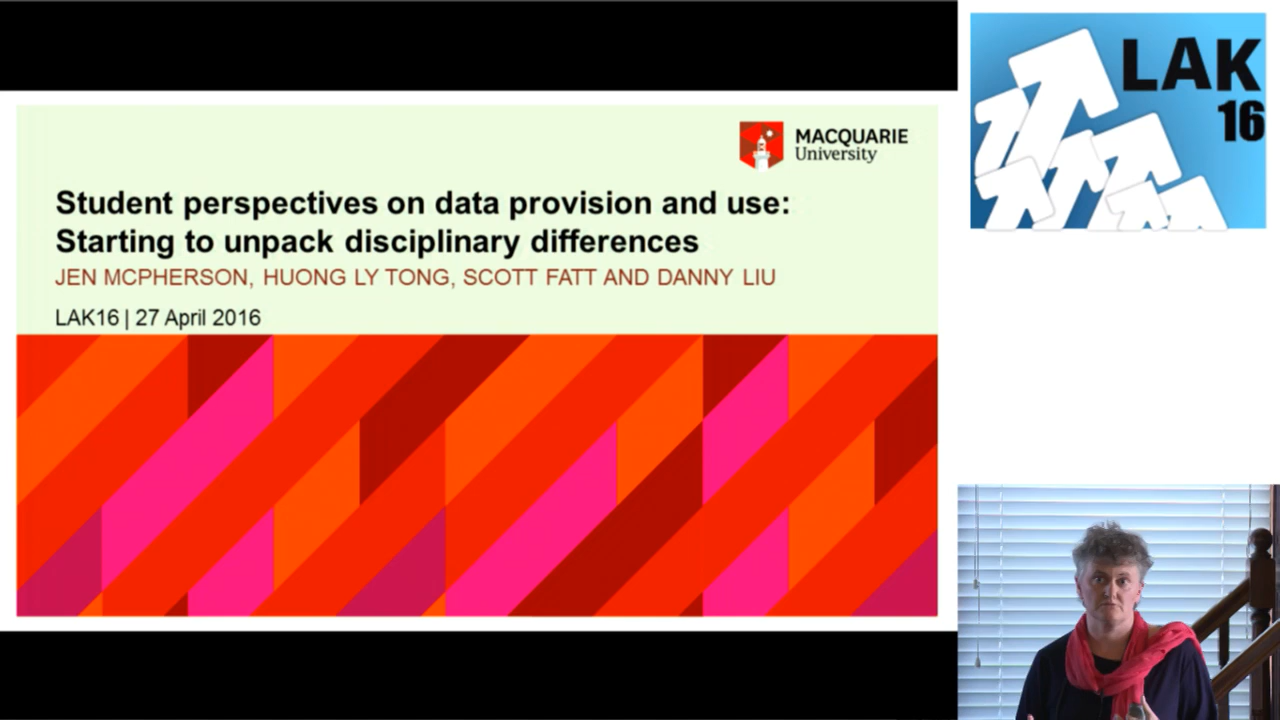 MACQUARIE
University
Student perspectives on data provision and use:
Starting to unpack disciplinary differences
JEN MCPHERSON, HUONG LY TONG, SCOTT FATT AND DANNY LIU
LAK16 | 27 April 2016
LAK
16